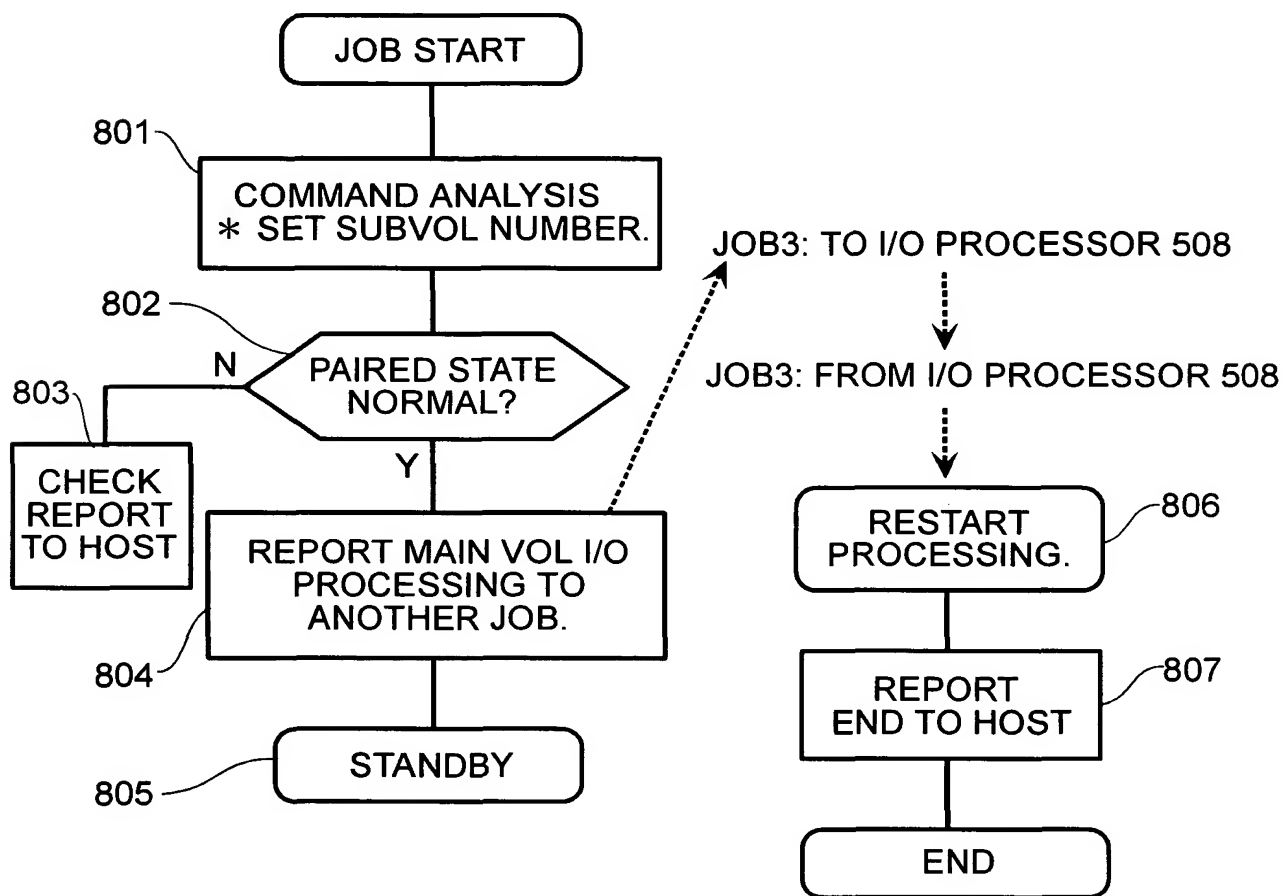 JOB START
801
COMMAND ANALYSIS
* SET SUBVOL NUMBER.
802
N
PAIRED STATE
NORMAL?
803
CHECK
REPORT
TO HOST
Y
REPORT MAIN VOL I/O
PROCESSING TO
ANOTHER JOB.
804
STANDBY
805
JOB3: TO I/O PROCESSOR 508
JOB3: FROM I/O PROCESSOR 508
806
RESTART
PROCESSING.
807
REPORT
END TO HOST
END